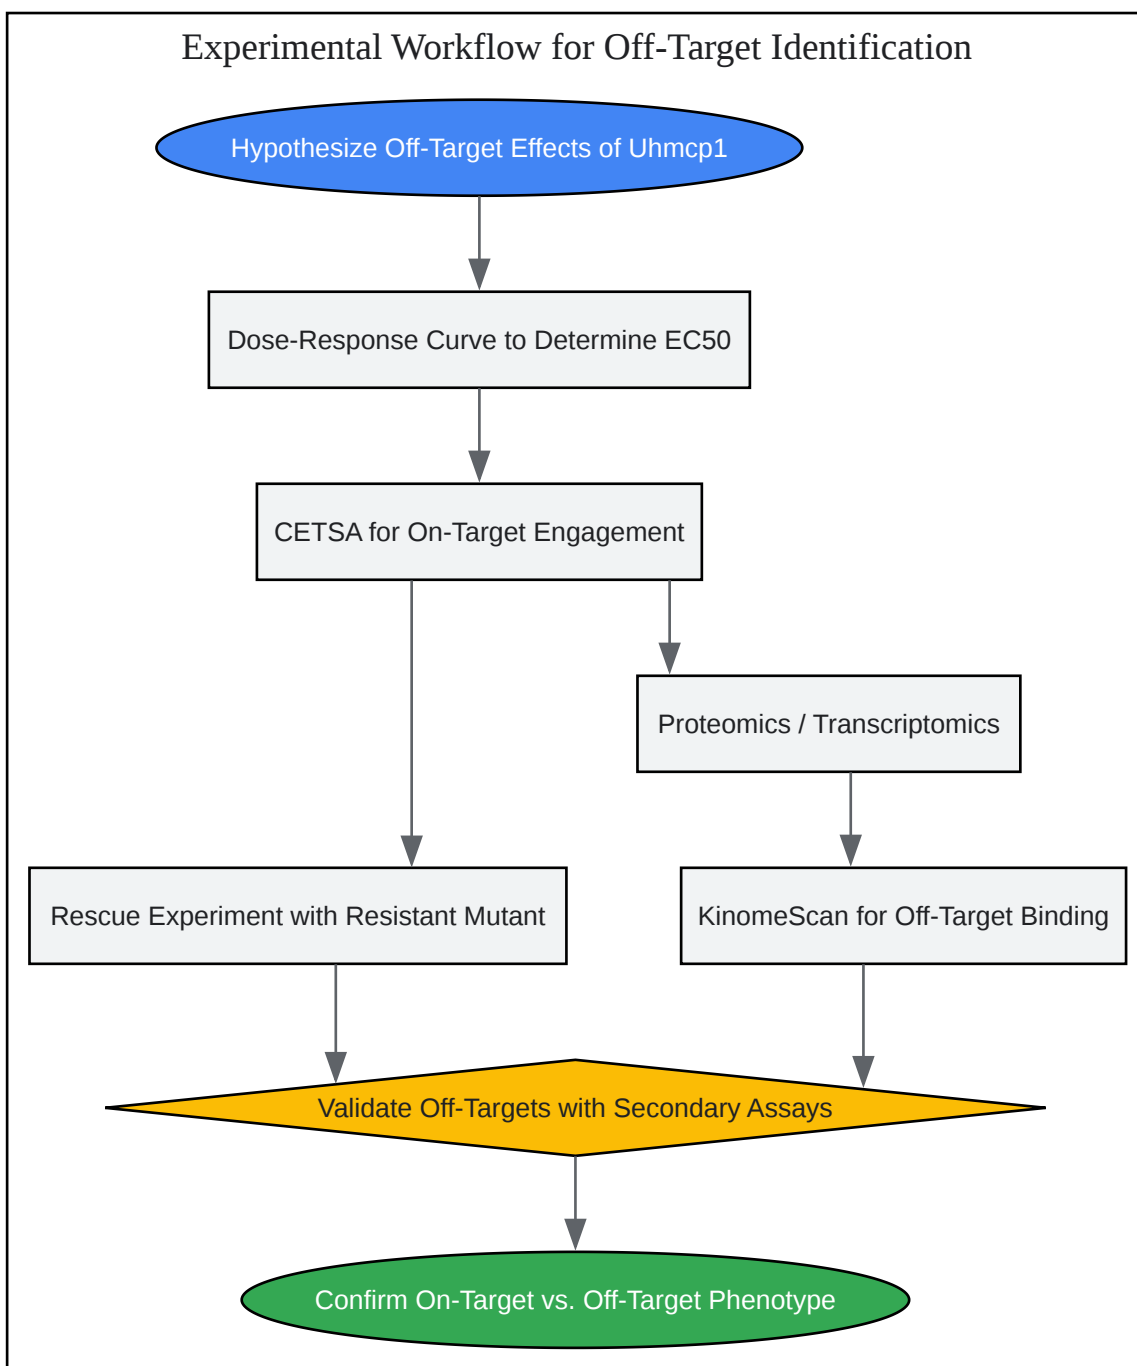 Experimental Workflow for Off-Target Identification
Hypothesize Off-Target Effects of Uhmcp1
Dose-Response Curve to Determine EC50
CETSA for On-Target Engagement
Proteomics / Transcriptomics
Rescue Experiment with Resistant Mutant
KinomeScan for Off-Target Binding
Validate Off-Targets with Secondary Assays
Confirm On-Target vs. Off-Target Phenotype